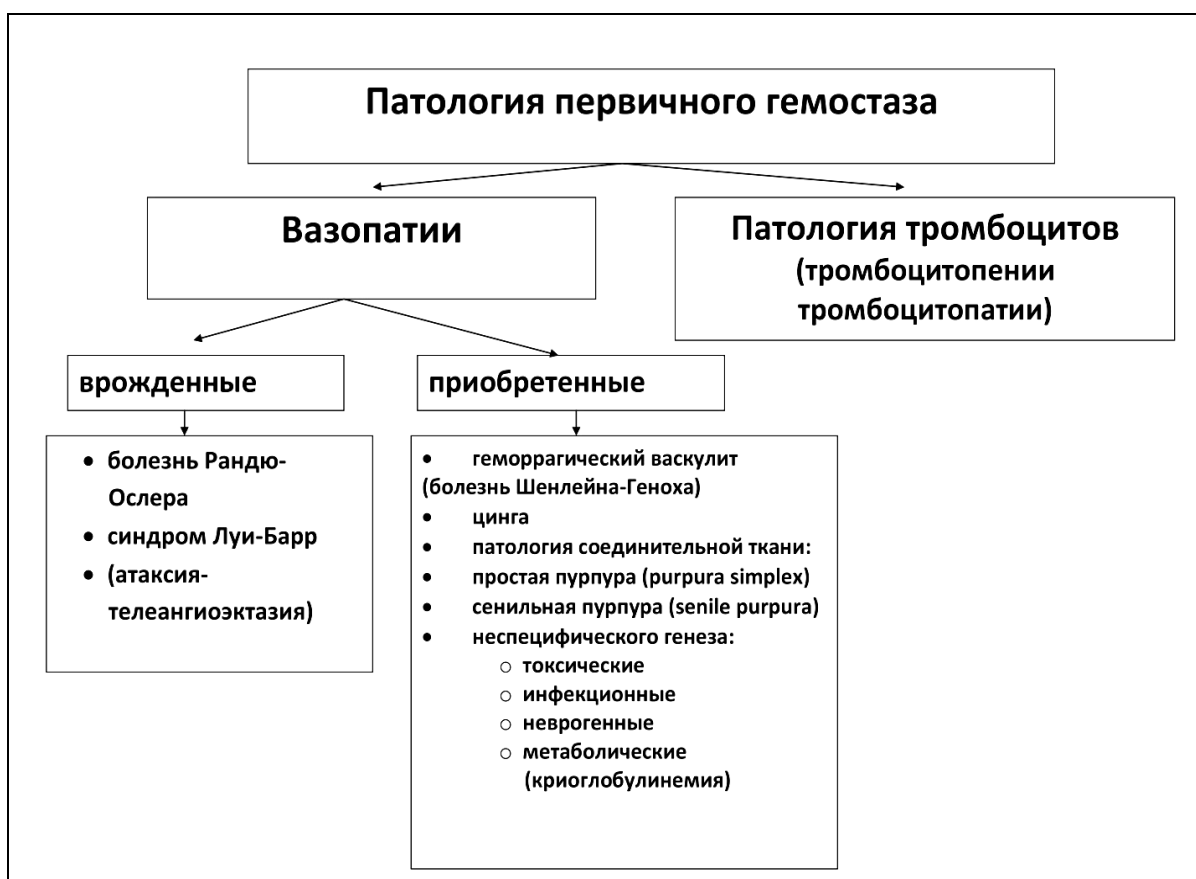 Патология первичного гемостаза
Вазопатии
Патология тромбоцитов
(тромбоцитопении
тромбоцитопатии)
врожденные
приобретенные
• болезнь Рандю-
Ослера
• синдром Луи-Барр
• (атаксия-
телеангиоэктазия)
• геморрагический васкулит
(болезнь Шенлейна-Геноха)
• цинга
• патология соединительной ткани:
• простая пурпура (purpura simplex)
• сенильная пурпура (senile purpura)
• неспецифического генеза:
○ токсические
○ инфекционные
○ неврогенные
○ метаболические
(криоглобулинемия)